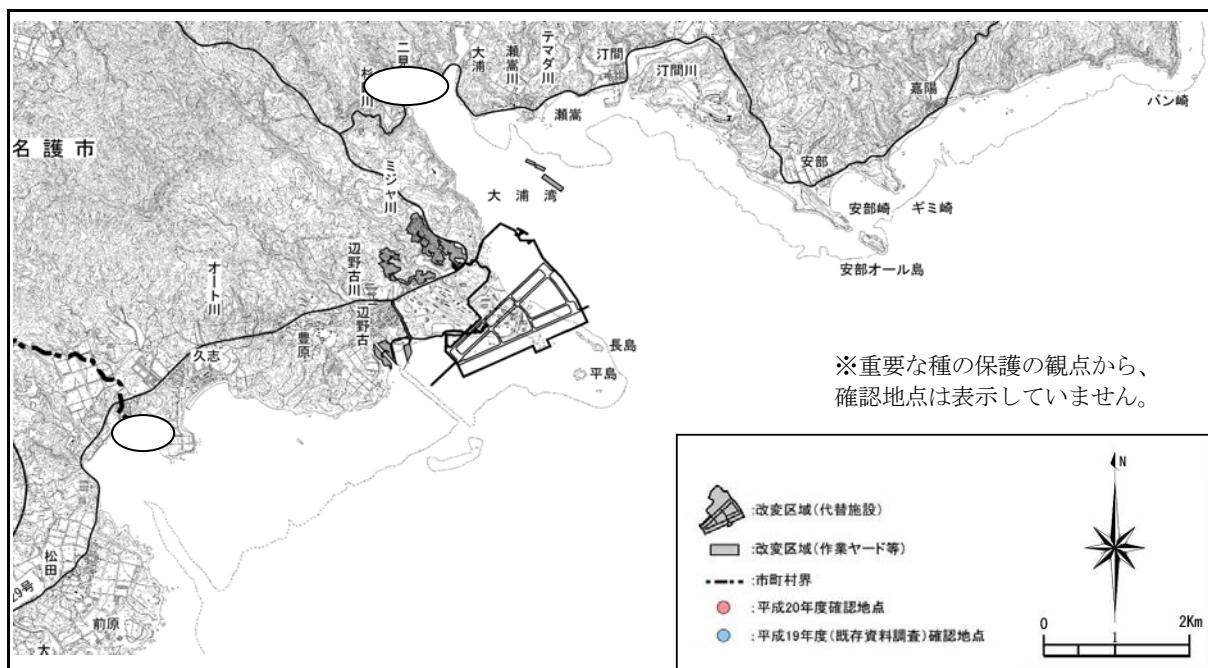 二見
杉
川
大浦
瀬嵩川
テマダ川
汀間
汀間川
瀬嵩
嘉陽
バン崎
名護市
安部
ミジャ川
大浦湾
安部崎
ギミ崎
安部オール島
辺野古川
オート川
辺野古
豊原
久志
長島
平島
※重要な種の保護の観点から、
確認地点は表示していません。
N
:改変区域(代替施設)
:改変区域(作業ヤード等)
:市町村界
:平成20年度確認地点
:平成19年度(既存資料調査)確認地点
0
1
2Km
松田
29号
前原
大